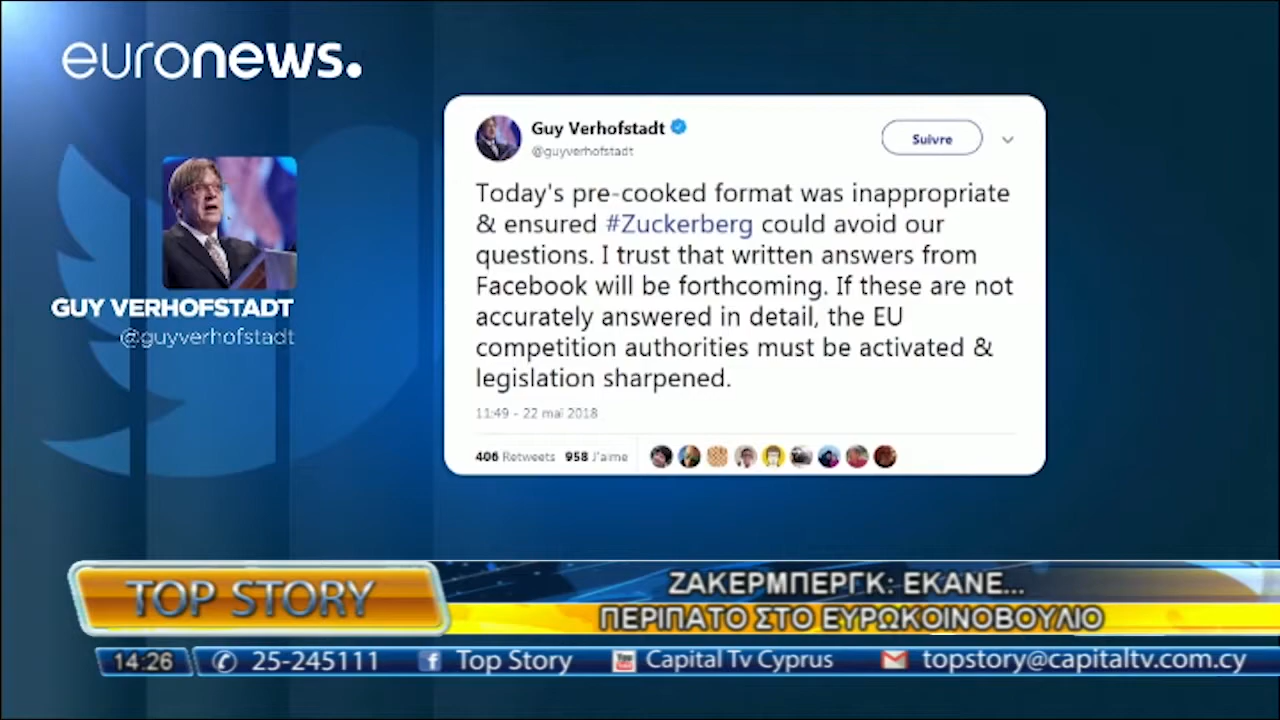 euronews.
GUY VERHOFSTADT
@guyverhofstadt
Guy Verhofstadt
@guyverhofstadt
Suivre
Today's pre-cooked format was inappropriate
& ensured #Zuckerberg could avoid our
questions. I trust that written answers from
Facebook will be forthcoming. If these are not
accurately answered in detail, the EU
competition authorities must be activated &
legislation sharpened.
11:49 - 22 mai 2018
406 Retweets 958 J'aime
TOP STORY
ΖΑΚΕΡΜΠΕΡΓΚ: ΕΚΑΝΕ...
ΠΕΡΙΠΑΤΟ ΣΤΟ ΕΥΡΩΚΟΙΝΟΒΟΥΛΙΟ
14:26 25-245111 f Top Story You Tube Capital Tv Cyprus topstory@capitaltv.com.cy